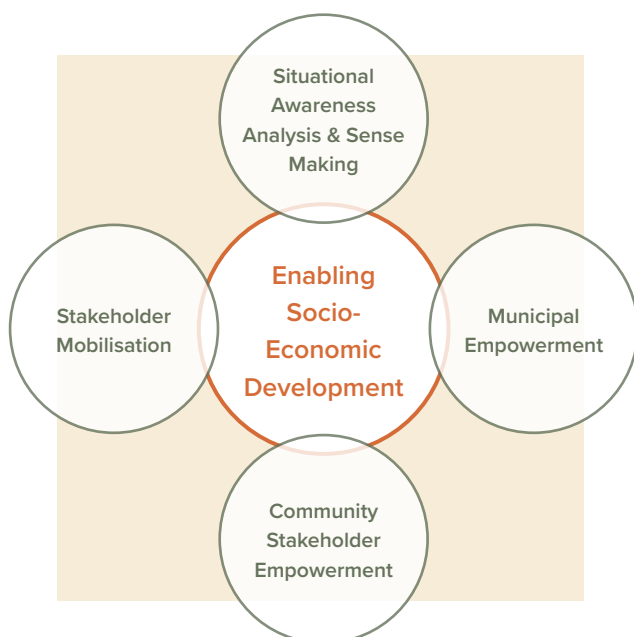 Situational
Awareness
Analysis & Sense
Making
Enabling
Socio-
Economic
Development
Stakeholder
Mobilisation
Municipal
Empowerment
Community
Stakeholder
Empowerment